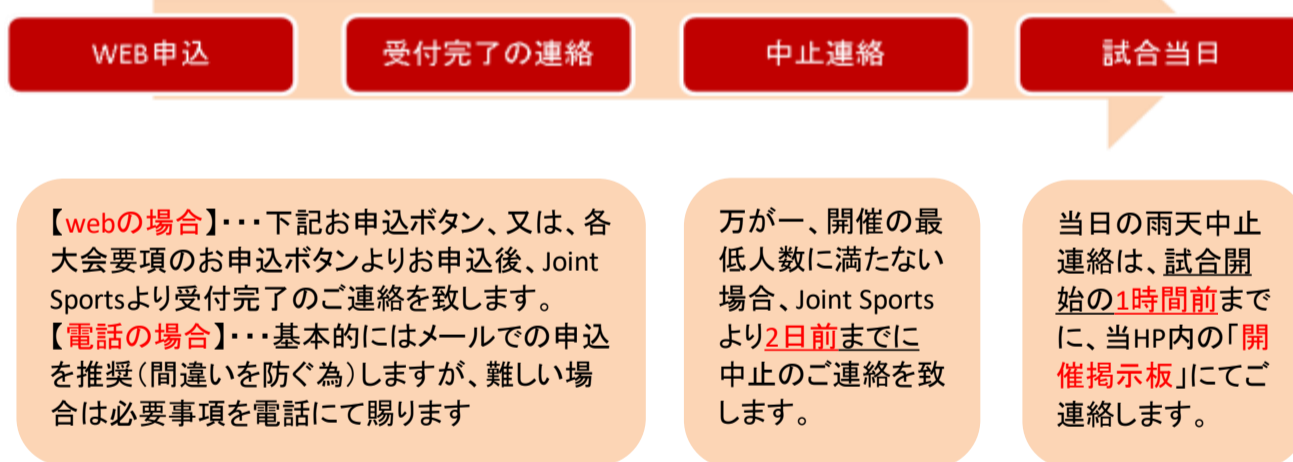 WEB申込
受付完了の連絡
中止連絡
試合当日
【webの場合】・・・下記お申込ボタン、又は、各
大会要項のお申込ボタンよりお申込後、Joint
Sportsより受付完了のご連絡を致します。
【電話の場合】・・・基本的にはメールでの申込
を推奨（間違いを防ぐ為）しますが、難しい場
合は必要事項を電話にて賜ります
万が一、開催の最
低人数に満たない
場合、Joint Sports
より2日前までに
中止のご連絡を致
します。
当日の雨天中止
連絡は、試合開
始の1時間前まで
に、当HP内の「開
催掲示板」にてご
連絡します。